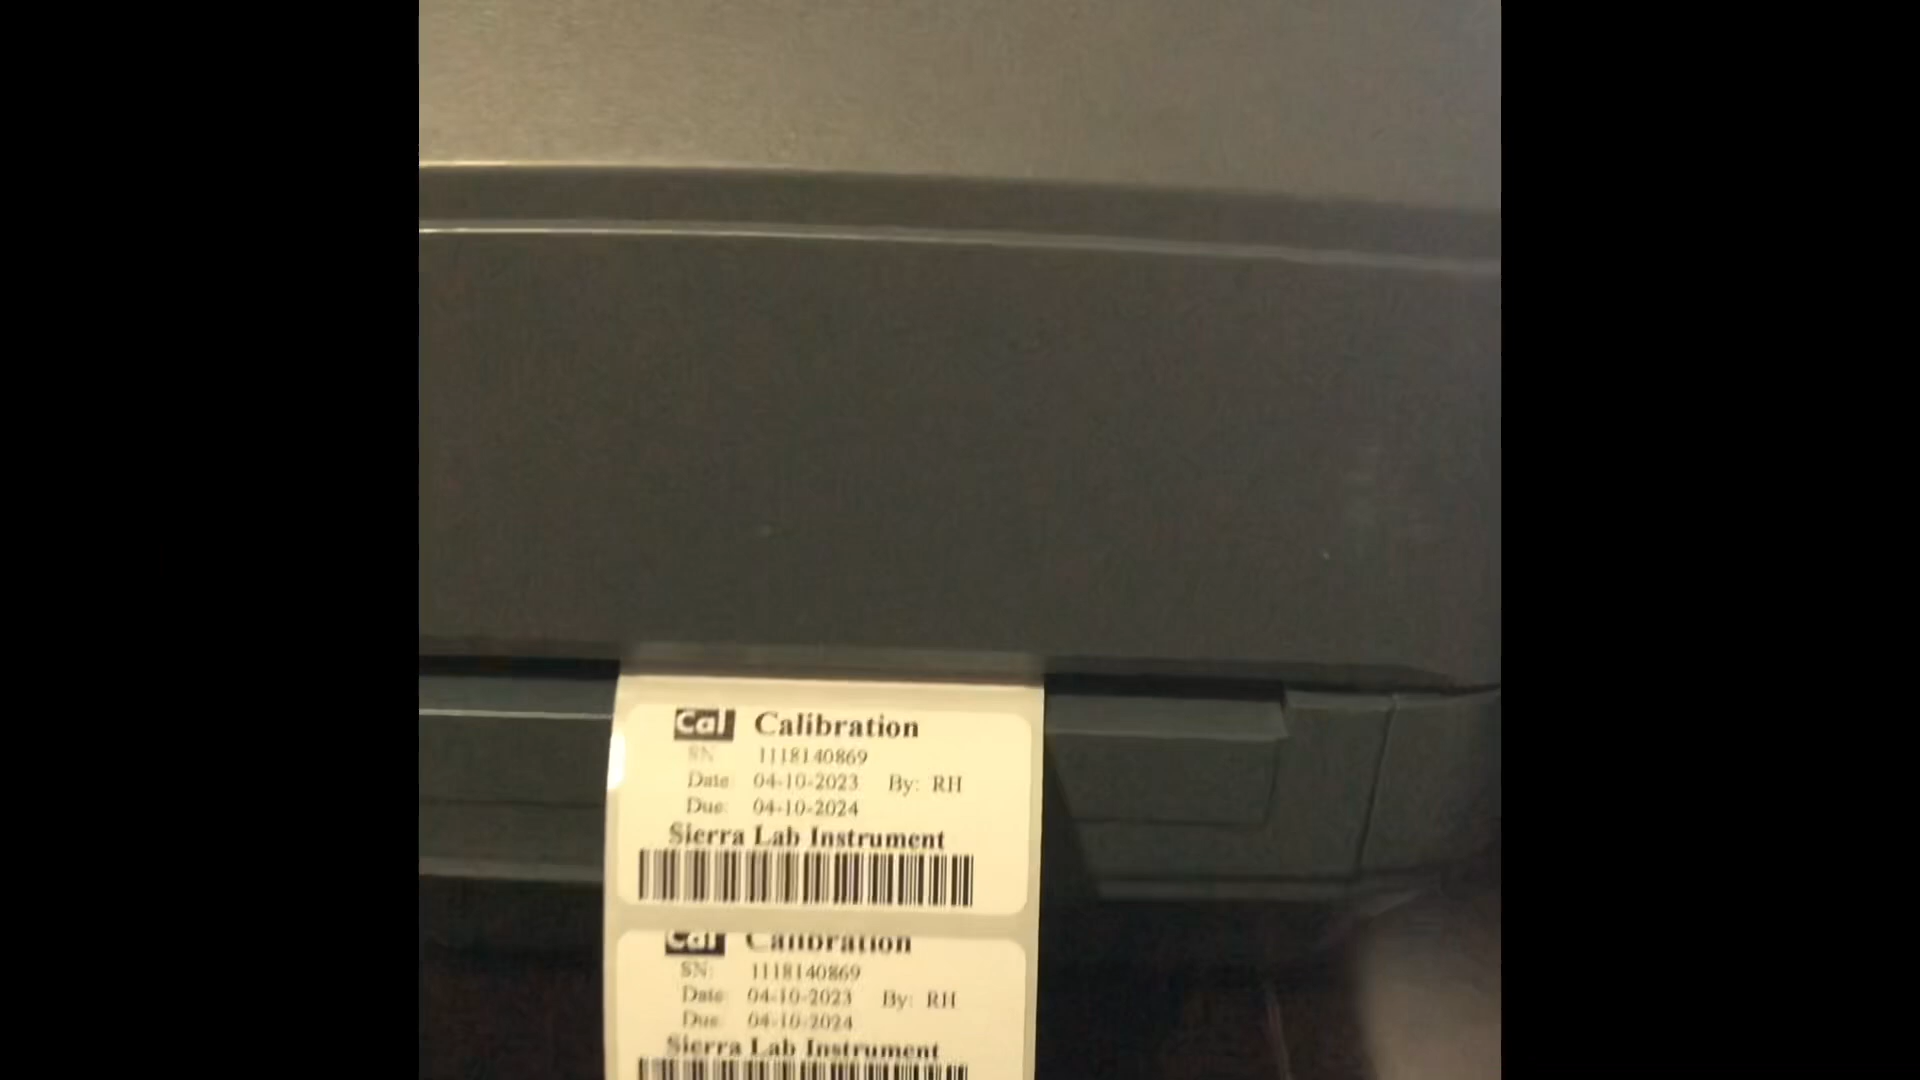 Cal Calibration
SN: 1118140869
Date: 04-10-2023 By: RH
Due: 04-10-2024
Sierra Lab Instrument
Cal Calibration
SN: 1118140869
Date: 04-10-2023 By: RH
Due: 04-10-2024
Sierra Lab Instrument